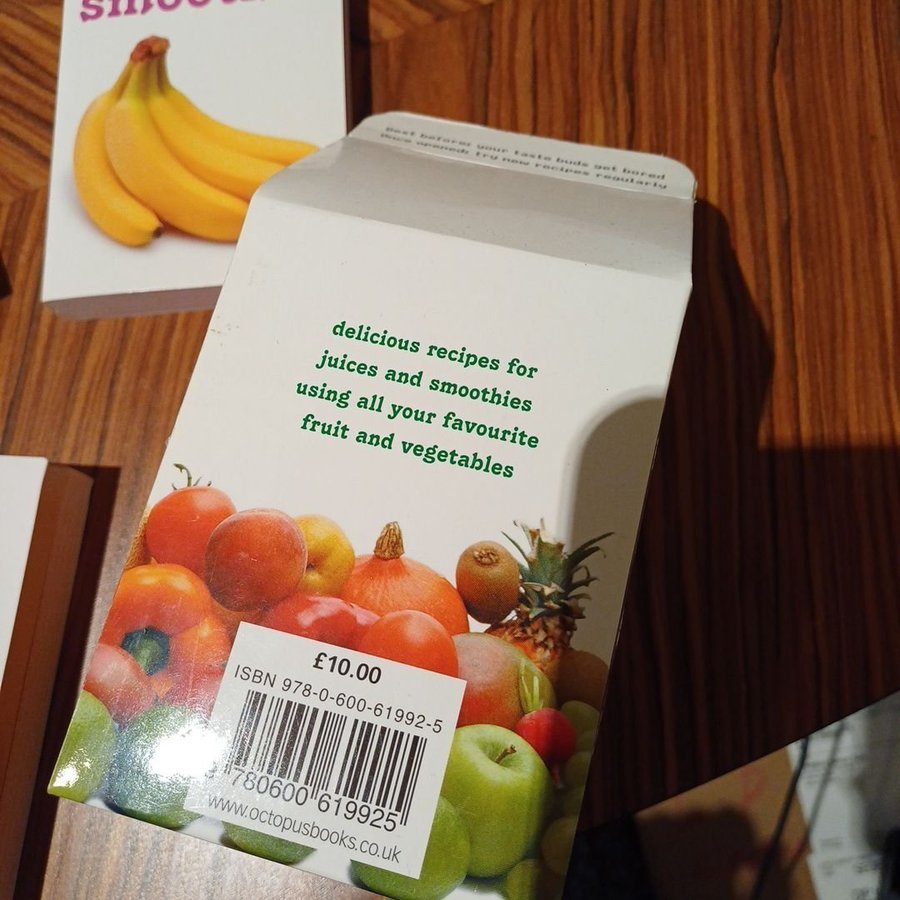 Best before: your taste buds get bored
Once opened: try new recipes regularly
delicious recipes for
juices and smoothies
using all your favourite
fruit and vegetables
£10.00
ISBN 978-0-600-61992-5
9 780600 619925
www.octopusbooks.co.uk